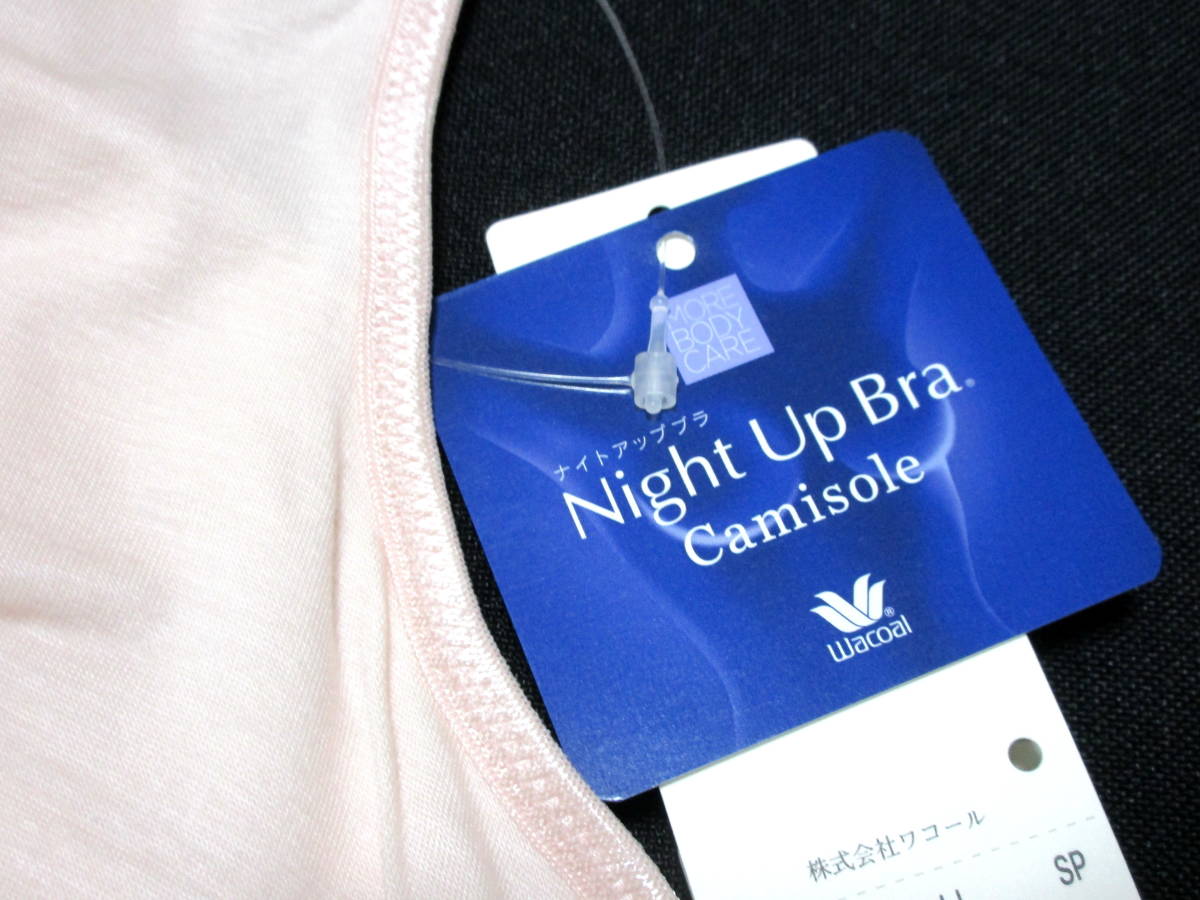 MORE
BODY
CARE
ナイトアップブラ
Night Up Bra®
Camisole
®
Wacoal
株式会社ワコール
SP